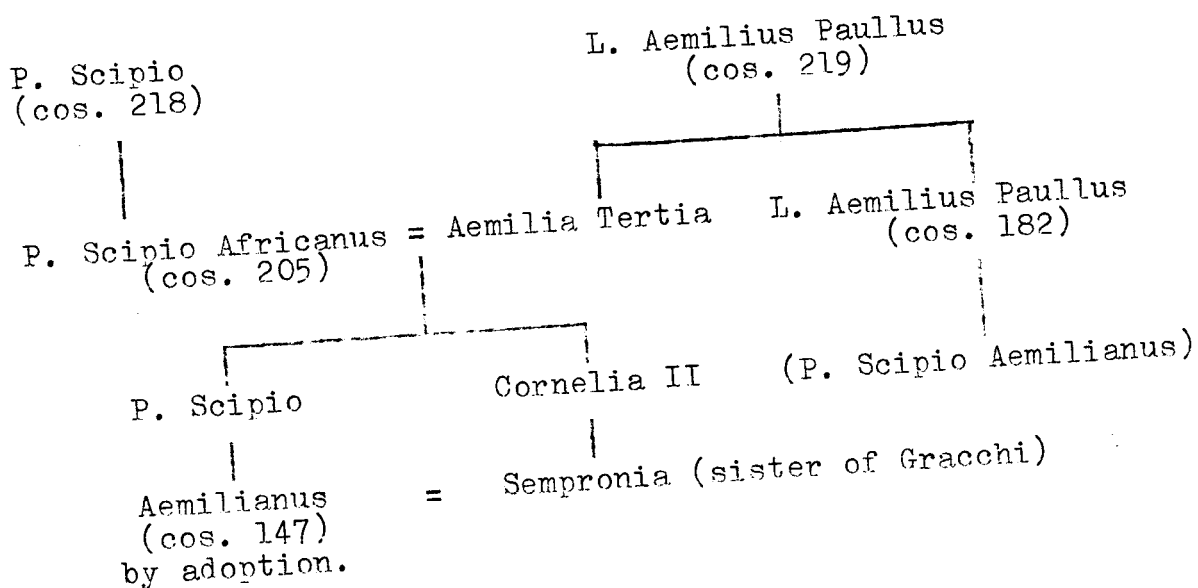 L. Aemilius Paullus
(cos. 219)
P. Scipio
(cos. 218)
P. Scipio Africanus = Aemilia Tertia L. Aemilius Paullus
(cos. 205) (cos. 182)
P. Scipio Cornelia II (P. Scipio Aemilianus)
Aemilianus = Sempronia (sister of Gracchi)
(cos. 147)
by adoption.